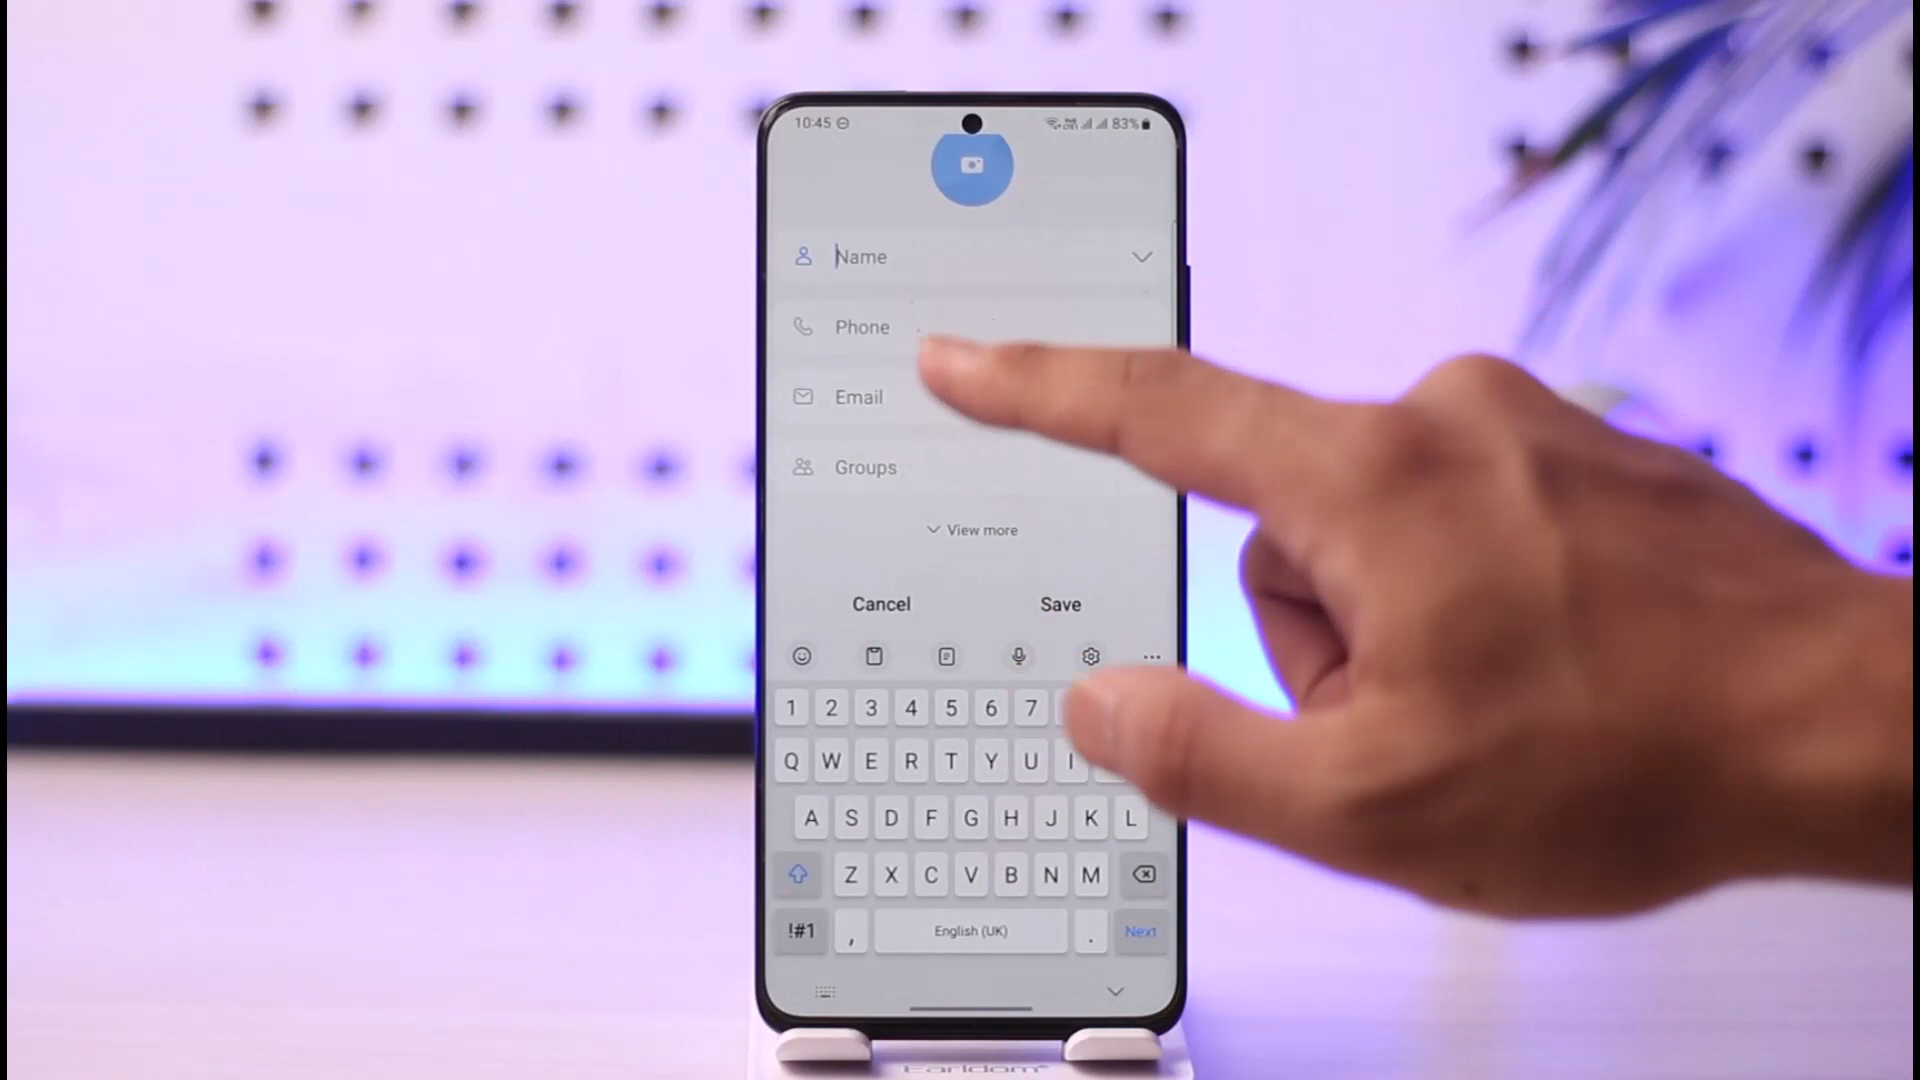 10:45 83%
Name
Phone
Email
Groups
View more
Cancel Save
1 2 3 4 5 6 7
Q W E R T Y U I
A S D F G H J K L
Z X C V B N M
!#1 , English (UK) . Next
Earldom